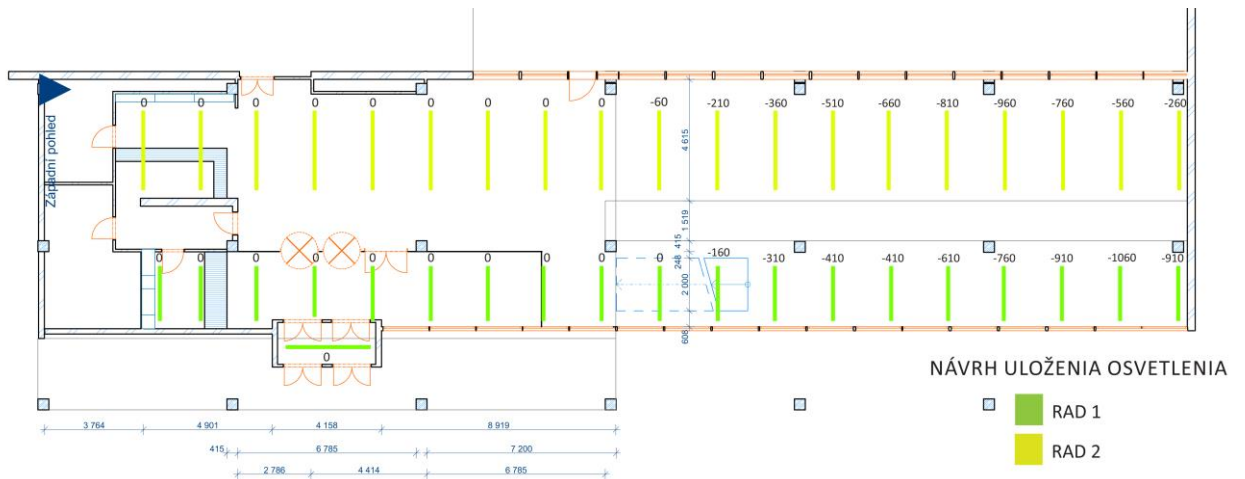 0 0 0 0 0 0 0 0 0 -60 -210 -360 -510 -660 -810 -960 -760 -560 -260
Západní pohled
4 615
1 519
415
248
2 000
608
0 0 0 0 0 0 0 0 0 0 -160 -310 -410 -410 -610 -760 -910 -1060 -910
0
NÁVRH ULOŽENIA OSVETLENIA
RAD 1
RAD 2
3 764 4 901 4 158 8 919
415 6 785 7 200
2 786 4 414 6 785